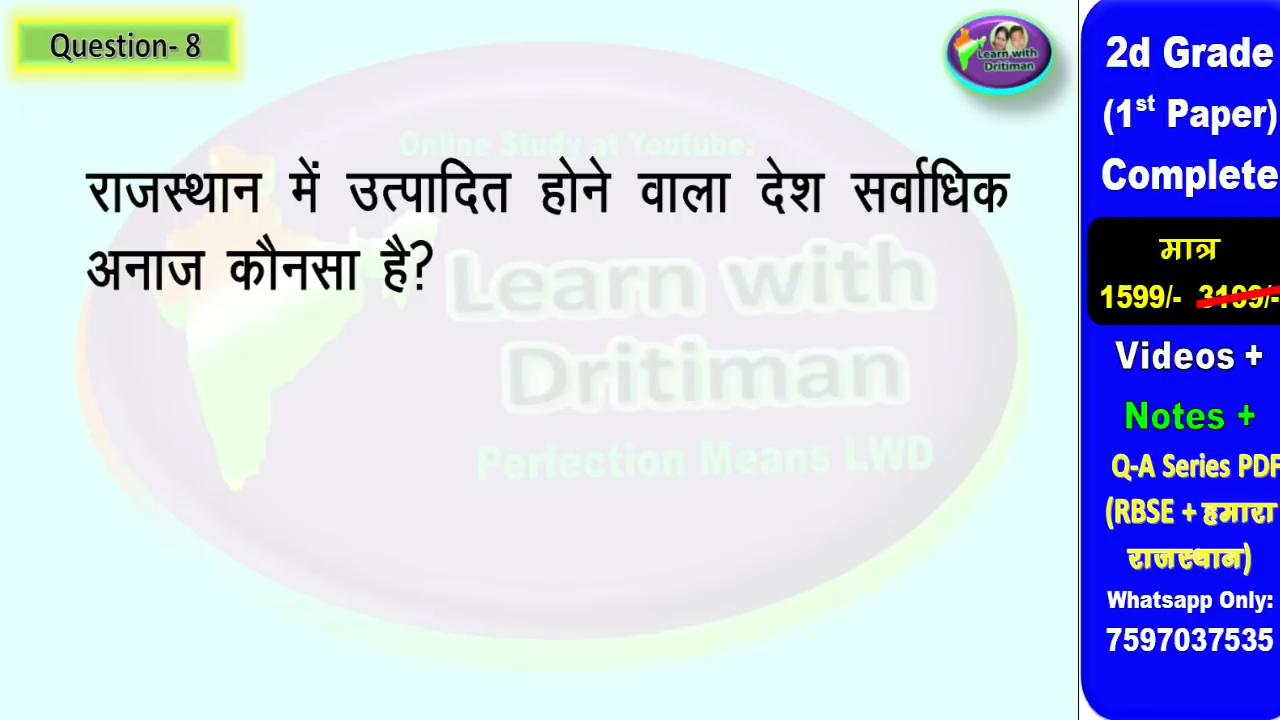 Question- 8
Learn with
Dritiman
राजस्थान में उत्पादित होने वाला देश सर्वाधिक
अनाज कौनसा है?
Online Study at Youtube:
Learn with
Dritiman
Perfection Means LWD
2d Grade
(1st Paper)
Complete
मात्र
1599/- 3199/-
Videos +
Notes +
Q-A Series PDF
(RBSE + हमारा
राजस्थान)
Whatsapp Only:
7597037535